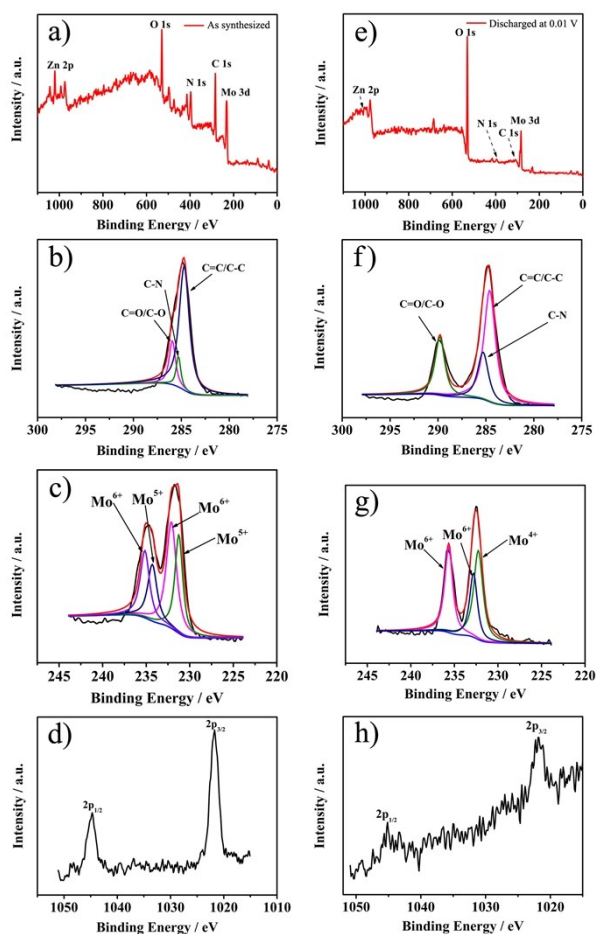 a)
As synthesized
O 1s
Zn 2p
N 1s
C 1s
Mo 3d
Intensity / a.u.
1000 800 600 400 200 0
Binding Energy / eV
e)
Discharged at 0.01 V
O 1s
Zn 2p
N 1s
C 1s
Mo 3d
Intensity / a.u.
1000 800 600 400 200 0
Binding Energy / eV
b)
C=C/C-C
C-N
C=O/C-O
Intensity / a.u.
300 295 290 285 280 275
Binding Energy / eV
f)
C=C/C-C
C=O/C-O
C-N
Intensity / a.u.
300 295 290 285 280 275
Binding Energy / eV
c)
Mo6+
Mo5+
Mo6+
Mo5+
Intensity / a.u.
245 240 235 230 225 220
Binding Energy / eV
g)
Mo6+
Mo6+
Mo4+
Intensity / a.u.
245 240 235 230 225 220
Binding Energy / eV
d)
2p3/2
2p1/2
Intensity / a.u.
1050 1040 1030 1020 1010
Binding Energy / eV
h)
2p3/2
2p1/2
Intensity / a.u.
1050 1040 1030 1020
Binding Energy / eV